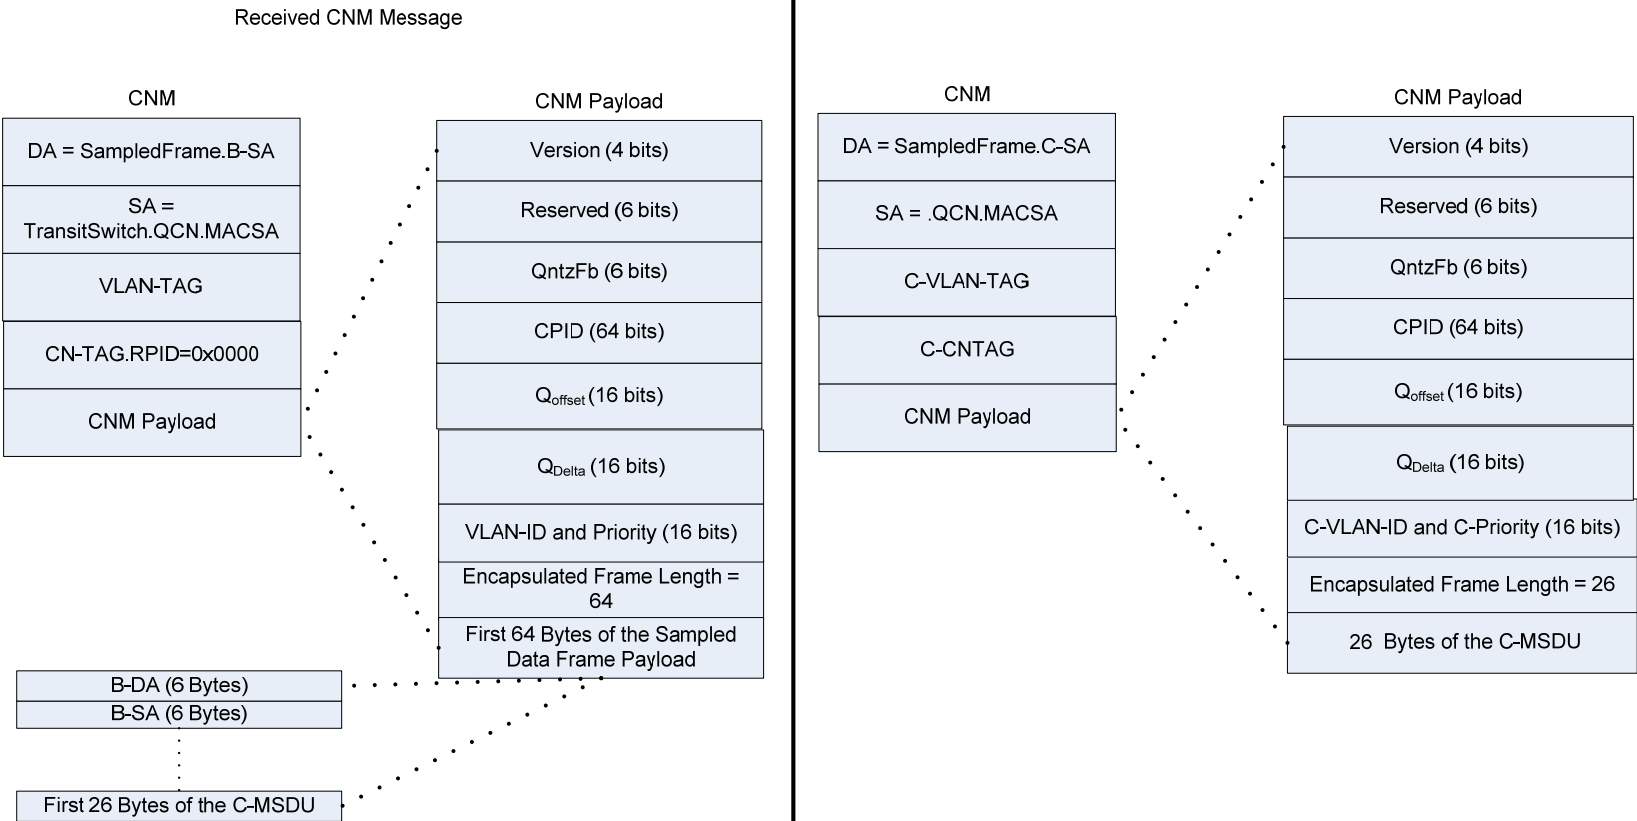 Received CNM Message
CNM
DA = SampledFrame.B-SA
SA =
TransitSwitch.QCN.MACSA
VLAN-TAG
CN-TAG.RPID=0x0000
CNM Payload
CNM Payload
Version (4 bits)
Reserved (6 bits)
QntzFb (6 bits)
CPID (64 bits)
Qoffset (16 bits)
QDelta (16 bits)
VLAN-ID and Priority (16 bits)
Encapsulated Frame Length =
64
First 64 Bytes of the Sampled
Data Frame Payload
B-DA (6 Bytes)
B-SA (6 Bytes)
First 26 Bytes of the C-MSDU
CNM
DA = SampledFrame.C-SA
SA = .QCN.MACSA
C-VLAN-TAG
C-CNTAG
CNM Payload
CNM Payload
Version (4 bits)
Reserved (6 bits)
QntzFb (6 bits)
CPID (64 bits)
Qoffset (16 bits)
QDelta (16 bits)
C-VLAN-ID and C-Priority (16 bits)
Encapsulated Frame Length = 26
26 Bytes of the C-MSDU